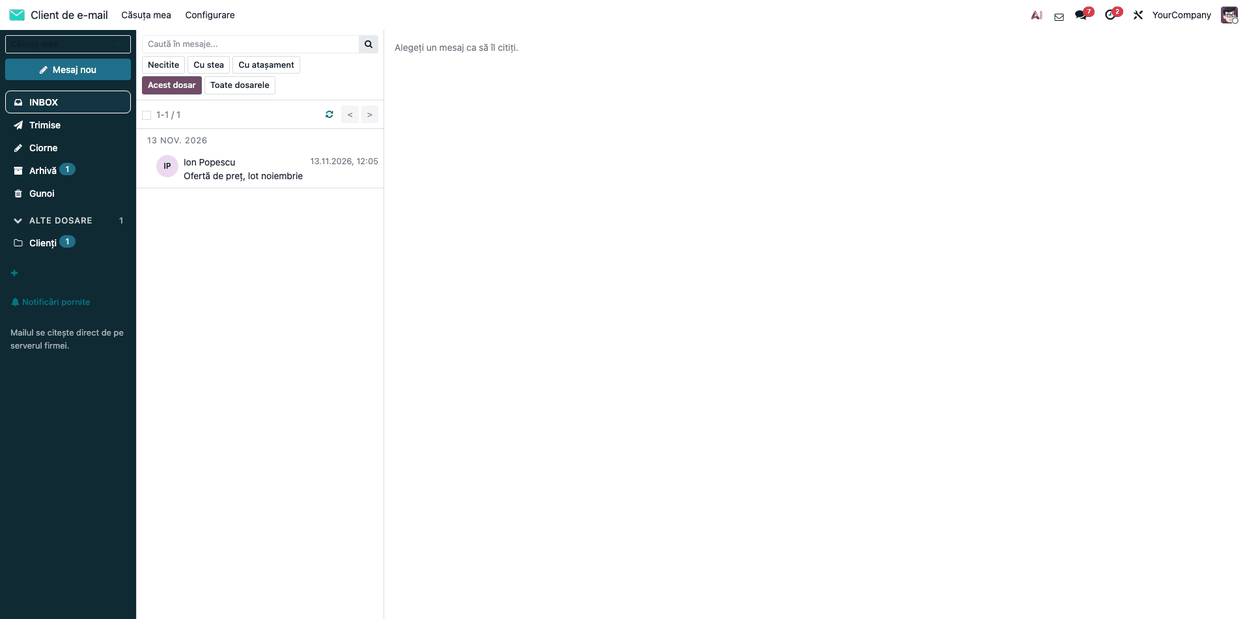 Client de e-mail Căsuța mea Configurare
7 2 YourCompany
Mesaj nou
INBOX
Trimise
Ciorne
Arhivă 1
Gunoi
ALTE DOSARE 1
Clienți 1
+
Notificări pornite
Mailul se citește direct de pe
serverul firmei.
Caută în mesaje...
Necitite Cu stea Cu atașament
Acest dosar Toate dosarele
1-1 / 1 < >
13 NOV. 2026
IP Ion Popescu 13.11.2026, 12:05
Ofertă de preț, lot noiembrie
Alegeți un mesaj ca să îl citiți.